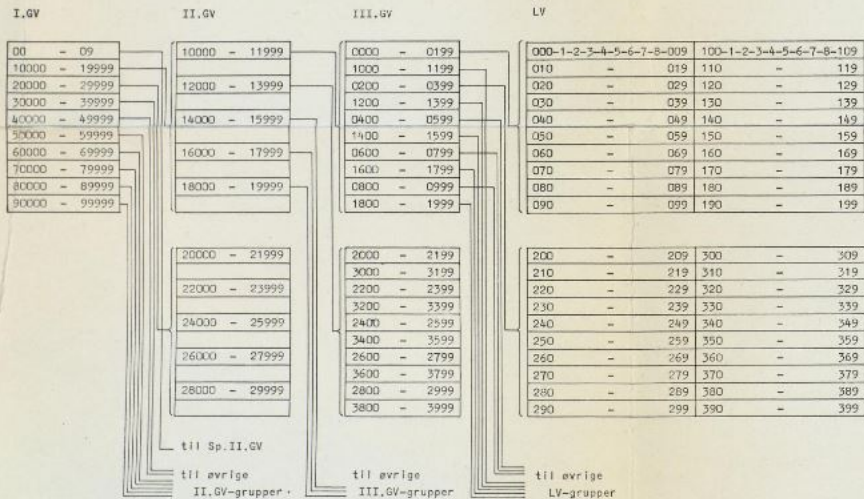 I.GV II.GV III.GV LV
00 - 09 10000 - 11999 0000 - 0199 000-1-2-3-4-5-6-7-8-009 100-1-2-3-4-5-6-7-8-109
10000 - 19999 1000 - 1199 010 - 019 110 - 119
20000 - 29999 12000 - 13999 0200 - 0399 020 - 029 120 - 129
30000 - 39999 1200 - 1399 030 - 039 130 - 139
40000 - 49999 14000 - 15999 0400 - 0599 040 - 049 140 - 149
50000 - 59999 1400 - 1599 050 - 059 150 - 159
60000 - 69999 16000 - 17999 0600 - 0799 060 - 069 160 - 169
70000 - 79999 1600 - 1799 070 - 079 170 - 179
80000 - 89999 18000 - 19999 0800 - 0999 080 - 089 180 - 189
90000 - 99999 1800 - 1999 090 - 099 190 - 199
20000 - 21999 2000 - 2199 200 - 209 300 - 309
3000 - 3199 210 - 219 310 - 319
22000 - 23999 2200 - 2399 220 - 229 320 - 329
3200 - 3399 230 - 239 330 - 339
24000 - 25999 2400 - 2599 240 - 249 340 - 349
3400 - 3599 250 - 259 350 - 359
26000 - 27999 2600 - 2799 260 - 269 360 - 369
3600 - 3799 270 - 279 370 - 379
28000 - 29999 2800 - 2999 280 - 289 380 - 389
3800 - 3999 290 - 299 390 - 399
til Sp.II.GV
til øvrige til øvrige til øvrige
II.GV-grupper. III.GV-grupper LV-grupper